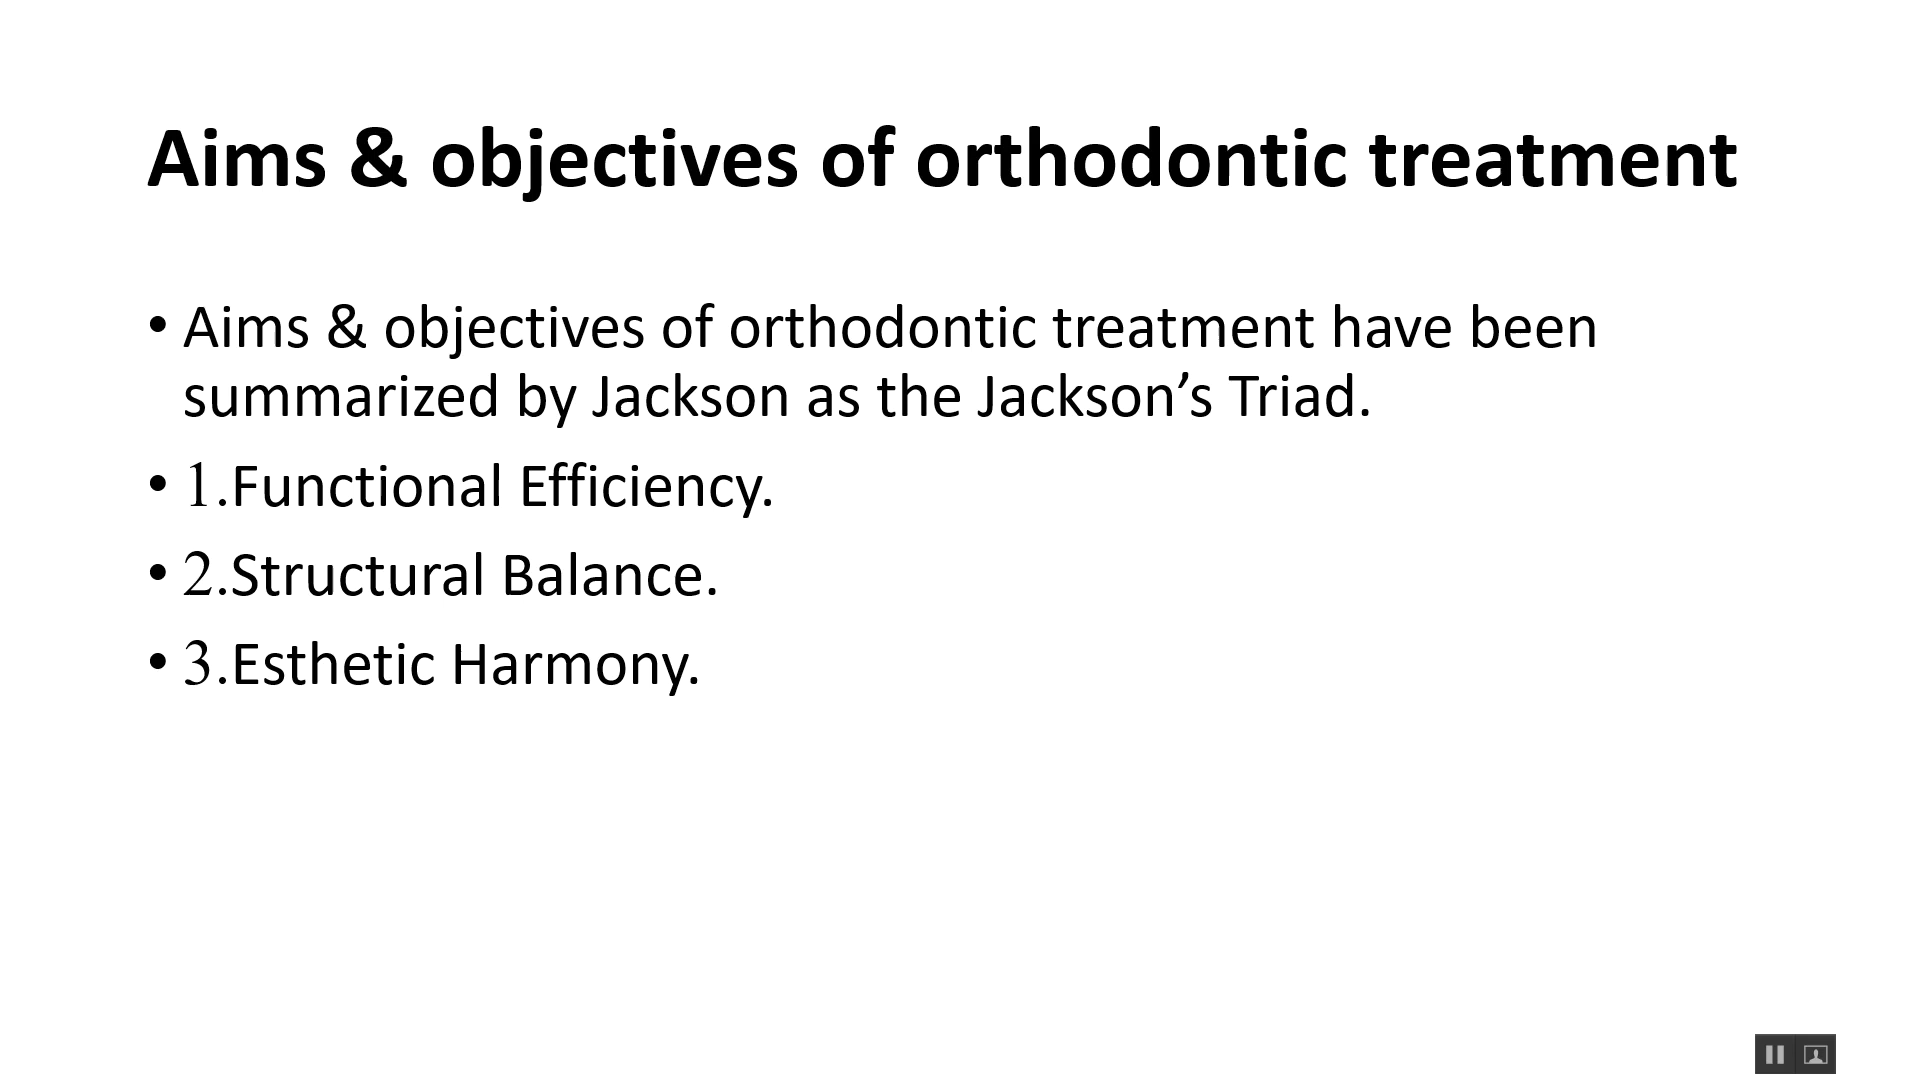 Aims & objectives of orthodontic treatment
• Aims & objectives of orthodontic treatment have been
summarized by Jackson as the Jackson’s Triad.
• 1.Functional Efficiency.
• 2.Structural Balance.
• 3.Esthetic Harmony.